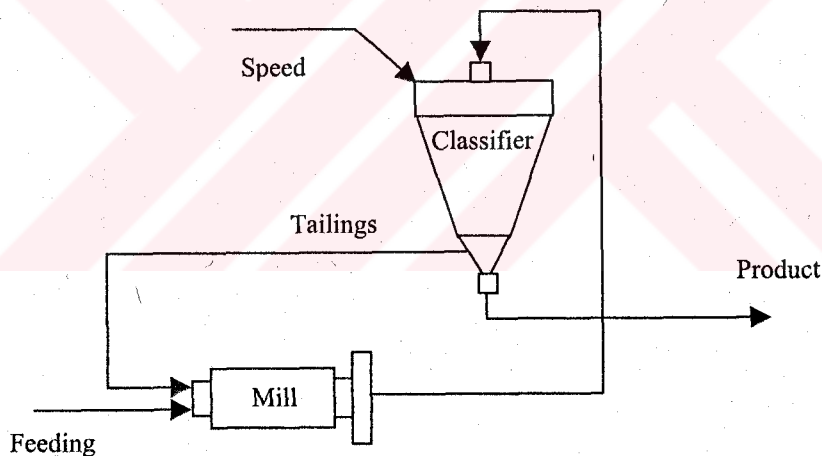 Speed
Classifier
Tailings
Product
Mill
Feeding